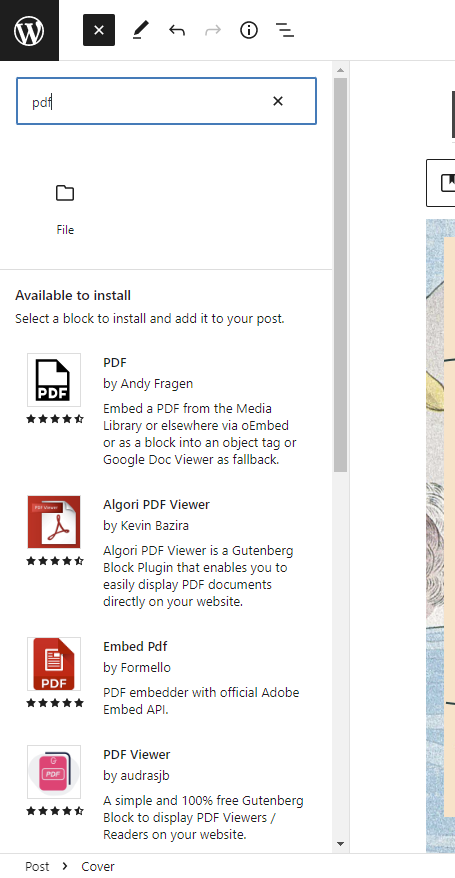 pdf
File
Available to install
Select a block to install and add it to your post.
PDF
PDF
by Andy Fragen
Embed a PDF from the Media
Library or elsewhere via oEmbed
or as a block into an object tag or
Google Doc Viewer as fallback.
PDF Viewer
Algori PDF Viewer
by Kevin Bazira
Algori PDF Viewer is a Gutenberg
Block Plugin that enables you to
easily display PDF documents
directly on your website.
PDF
Embed Pdf
by Formello
PDF embedder with official Adobe
Embed API.
PDF
PDF Viewer
by audrasjb
A simple and 100% free Gutenberg
Block to display PDF Viewers /
Readers on your website.
Post > Cover